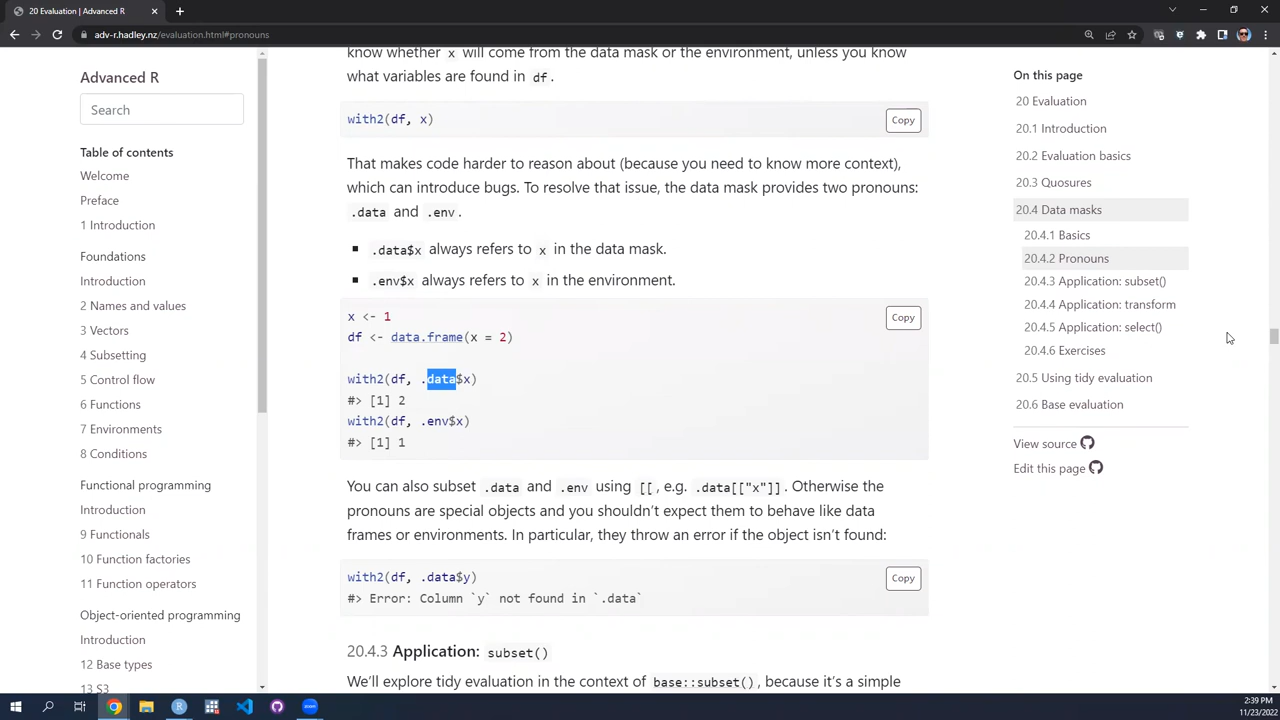 20 Evaluation | Advanced R
adv-r.hadley.nz/evaluation.html#pronouns
Advanced R
Search
Table of contents
Welcome
Preface
1 Introduction
Foundations
Introduction
2 Names and values
3 Vectors
4 Subsetting
5 Control flow
6 Functions
7 Environments
8 Conditions
Functional programming
Introduction
9 Functionals
10 Function factories
11 Function operators
Object-oriented programming
Introduction
12 Base types
13 S3
know whether x will come from the data mask or the environment, unless you know
what variables are found in df.
with2(df, x)
Copy
That makes code harder to reason about (because you need to know more context),
which can introduce bugs. To resolve that issue, the data mask provides two pronouns:
.data and .env.
.data$x always refers to x in the data mask.
.env$x always refers to x in the environment.
x <- 1
Copy
df <- data.frame(x = 2)
with2(df, .data$x)
#> [1] 2
with2(df, .env$x)
#> [1] 1
You can also subset .data and .env using [[, e.g. .data[["x"]]. Otherwise the
pronouns are special objects and you shouldn't expect them to behave like data
frames or environments. In particular, they throw an error if the object isn't found:
with2(df, .data$y)
Copy
#> Error: Column `y` not found in `.data`
20.4.3 Application: subset()
We'll explore tidy evaluation in the context of base::subset(), because it's a simple
On this page
20 Evaluation
20.1 Introduction
20.2 Evaluation basics
20.3 Quosures
20.4 Data masks
20.4.1 Basics
20.4.2 Pronouns
20.4.3 Application: subset()
20.4.4 Application: transform
20.4.5 Application: select()
20.4.6 Exercises
20.5 Using tidy evaluation
20.6 Base evaluation
View source
Edit this page
2:39 PM
11/23/2022